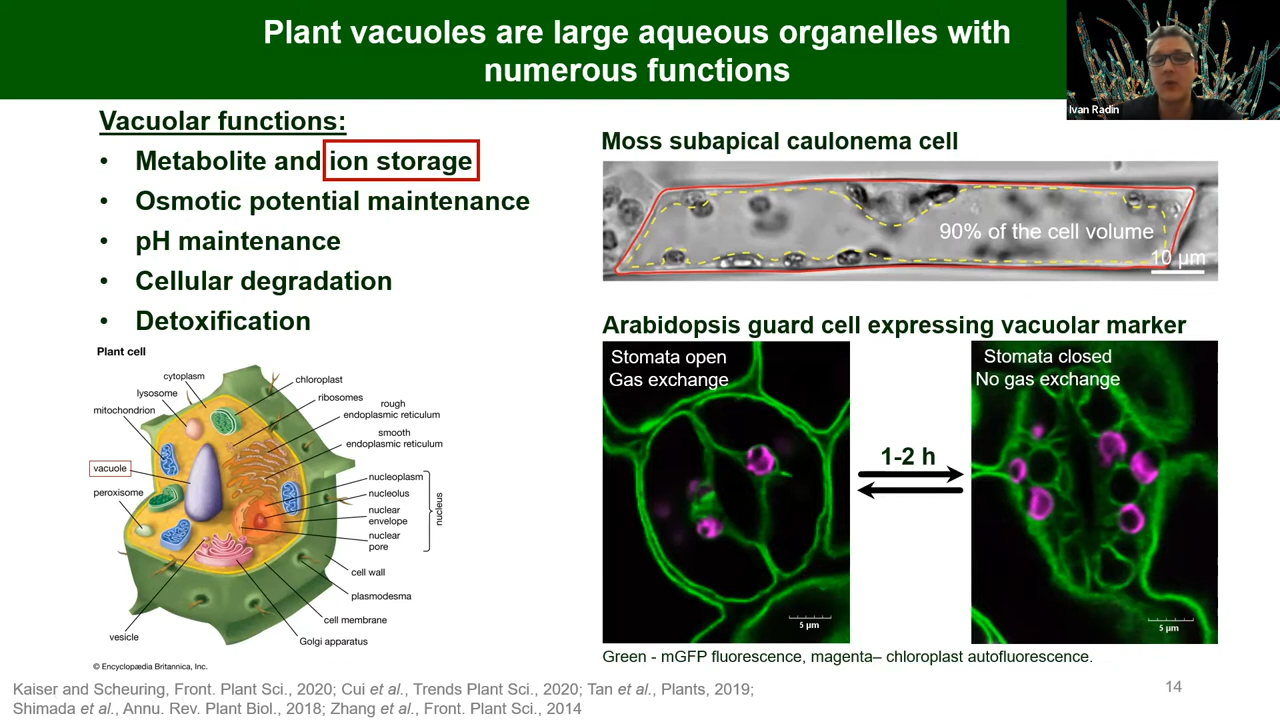 Plant vacuoles are large aqueous organelles with
numerous functions
Ivan Radin
Vacuolar functions:
• Metabolite and ion storage
• Osmotic potential maintenance
• pH maintenance
• Cellular degradation
• Detoxification
Plant cell
cytoplasm
lysosome
mitochondrion
vacuole
peroxisome
vesicle
chloroplast
ribosomes
rough
endoplasmic reticulum
smooth
endoplasmic reticulum
nucleoplasm
nucleolus
nuclear
envelope
nuclear
pore
nucleus
cell wall
plasmodesma
cell membrane
Golgi apparatus
© Encyclopædia Britannica, Inc.
Moss subapical caulonema cell
90% of the cell volume
10 μm
Arabidopsis guard cell expressing vacuolar marker
Stomata open
Gas exchange
5 μm
1-2 h
Stomata closed
No gas exchange
5 μm
Green - mGFP fluorescence, magenta– chloroplast autofluorescence.
Kaiser and Scheuring, Front. Plant Sci., 2020; Cui et al., Trends Plant Sci., 2020; Tan et al., Plants, 2019;
Shimada et al., Annu. Rev. Plant Biol., 2018; Zhang et al., Front. Plant Sci., 2014
14